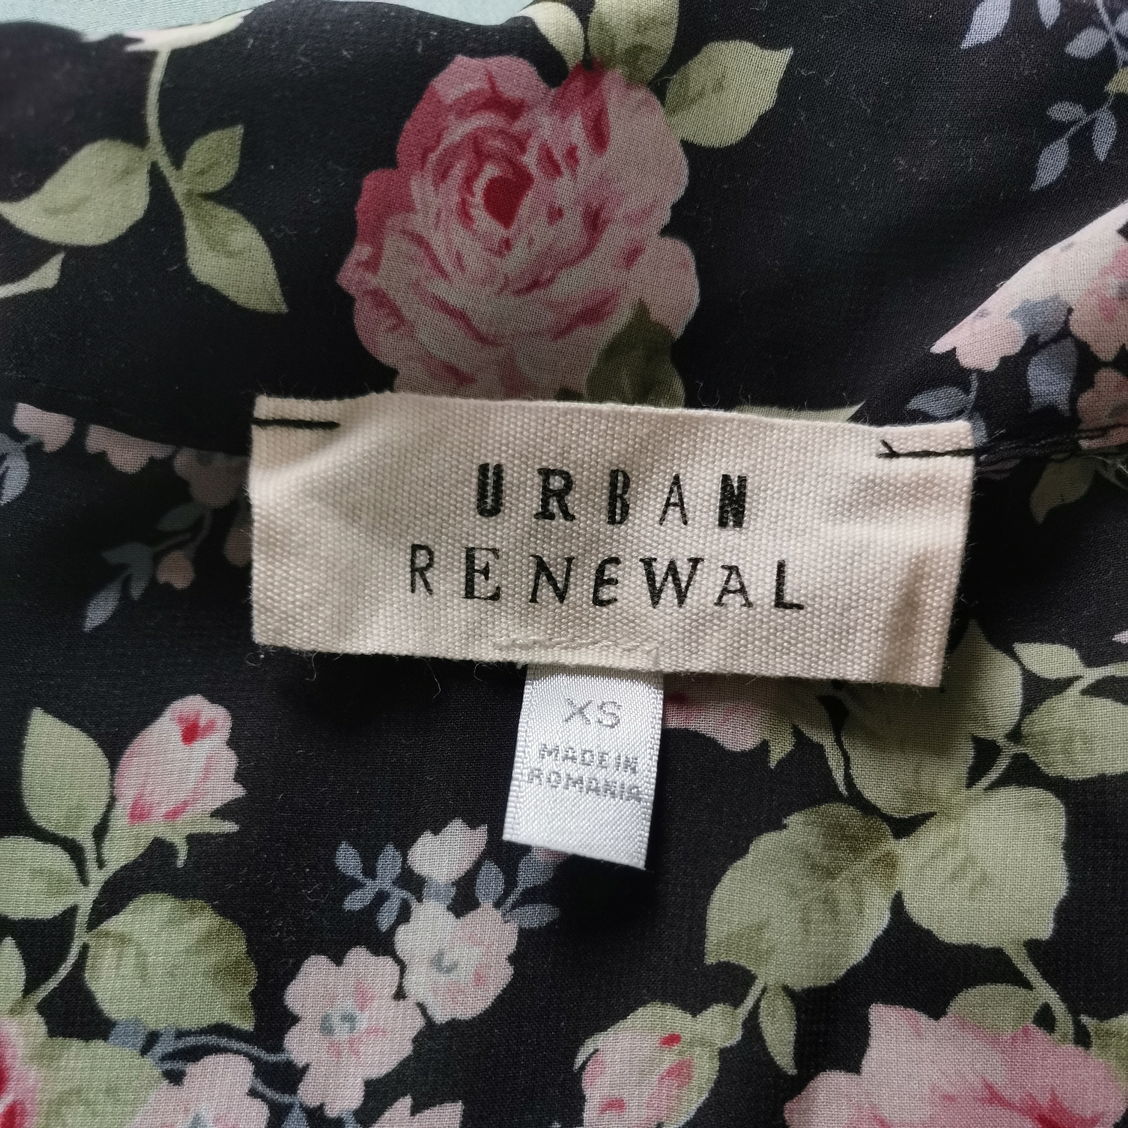 URBAN
RENEWAL
XS
MADE IN
ROMANIA